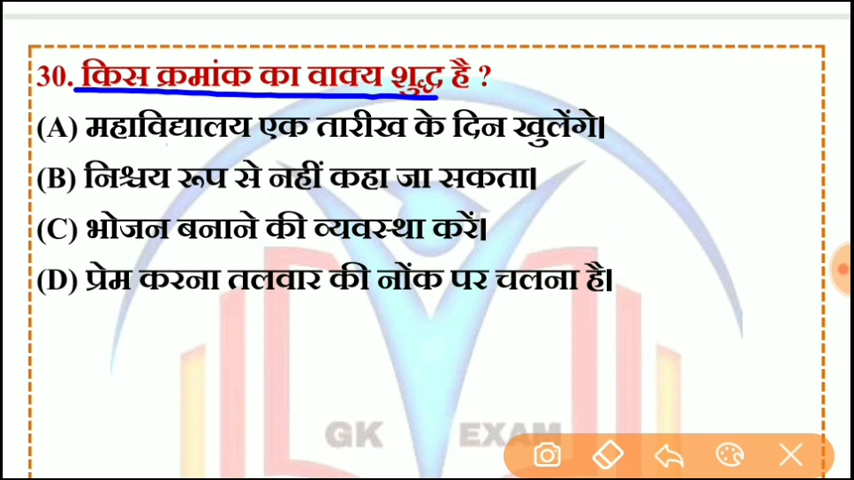 30. किस क्रमांक का वाक्य शुद्ध है ?
(A) महाविद्यालय एक तारीख के दिन खुलेंगे।
(B) निश्चय रूप से नहीं कहा जा सकता।
(C) भोजन बनाने की व्यवस्था करें।
(D) प्रेम करना तलवार की नोंक पर चलना है।
GK EXAM